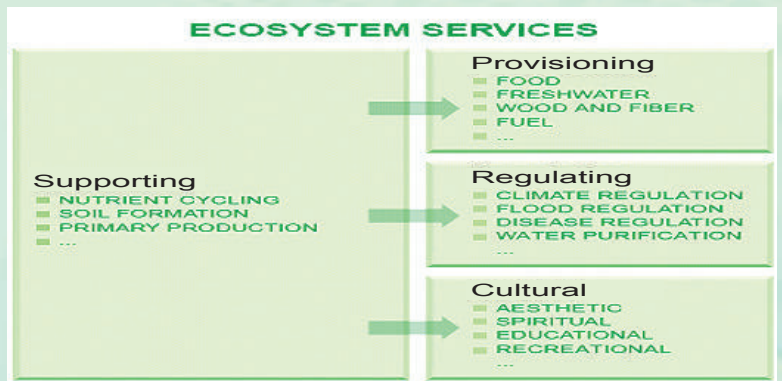 ECOSYSTEM SERVICES
Supporting
NUTRIENT CYCLING
SOIL FORMATION
PRIMARY PRODUCTION
...
Provisioning
FOOD
FRESHWATER
WOOD AND FIBER
FUEL
...
Regulating
CLIMATE REGULATION
FLOOD REGULATION
DISEASE REGULATION
WATER PURIFICATION
...
Cultural
AESTHETIC
SPIRITUAL
EDUCATIONAL
RECREATIONAL
...